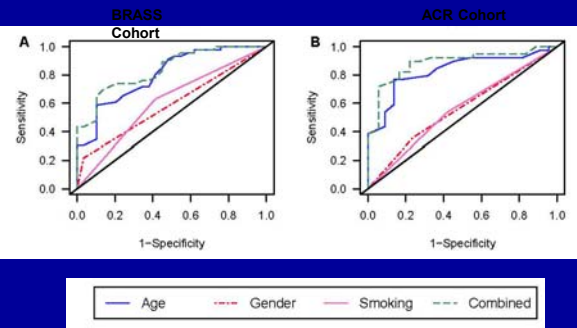 BRASS
Cohort
ACR Cohort
A
B
1.0
0.8
0.6
0.4
0.2
0.0
Sensitivity
0.0 0.2 0.4 0.6 0.8 1.0
1−Specificity
1.0
0.8
0.6
0.4
0.2
0.0
Sensitivity
0.0 0.2 0.4 0.6 0.8 1.0
1−Specificity
Age Gender Smoking Combined